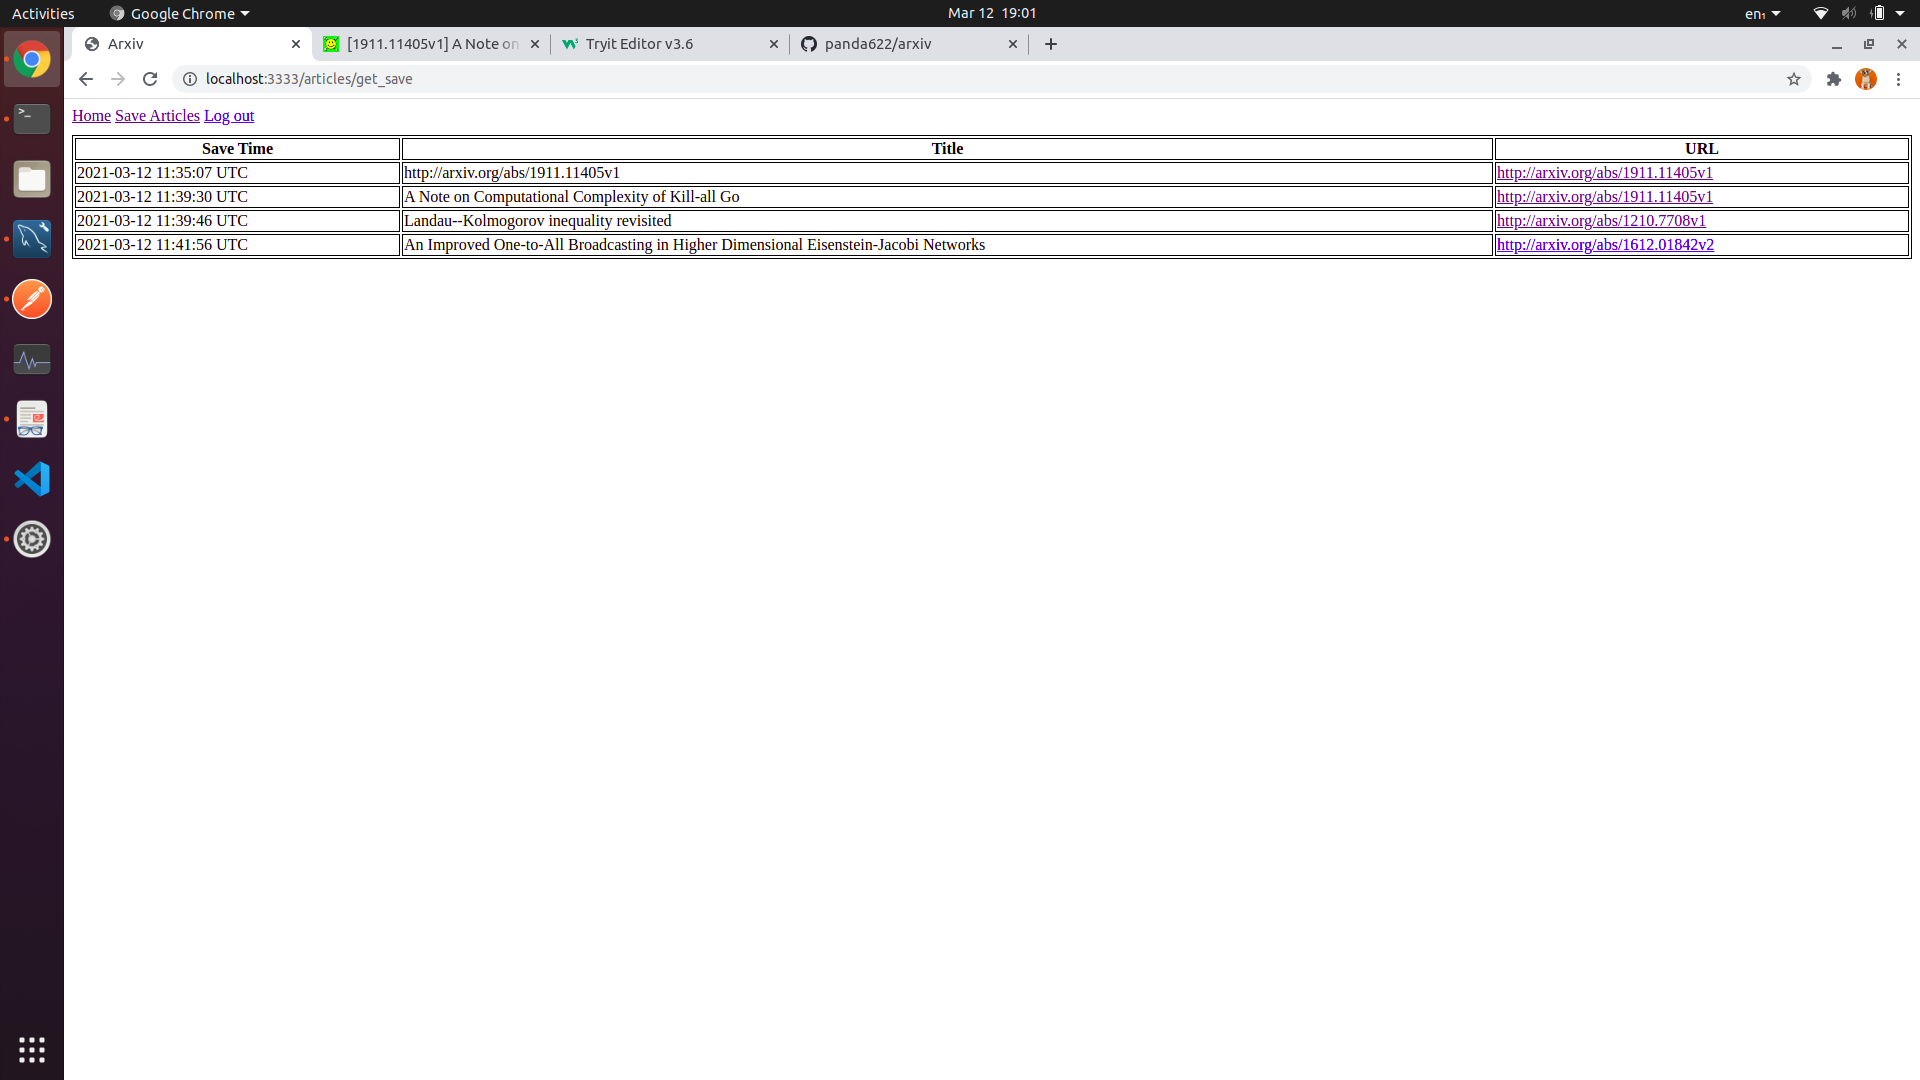 Activities Google Chrome Mar 12 19:01 en₁
Arxiv [1911.11405v1] A Note on Tryit Editor v3.6 panda622/arxiv
localhost:3333/articles/get_save
Home Save Articles Log out
Save Time Title URL
2021-03-12 11:35:07 UTC http://arxiv.org/abs/1911.11405v1 http://arxiv.org/abs/1911.11405v1
2021-03-12 11:39:30 UTC A Note on Computational Complexity of Kill-all Go http://arxiv.org/abs/1911.11405v1
2021-03-12 11:39:46 UTC Landau--Kolmogorov inequality revisited http://arxiv.org/abs/1210.7708v1
2021-03-12 11:41:56 UTC An Improved One-to-All Broadcasting in Higher Dimensional Eisenstein-Jacobi Networks http://arxiv.org/abs/1612.01842v2